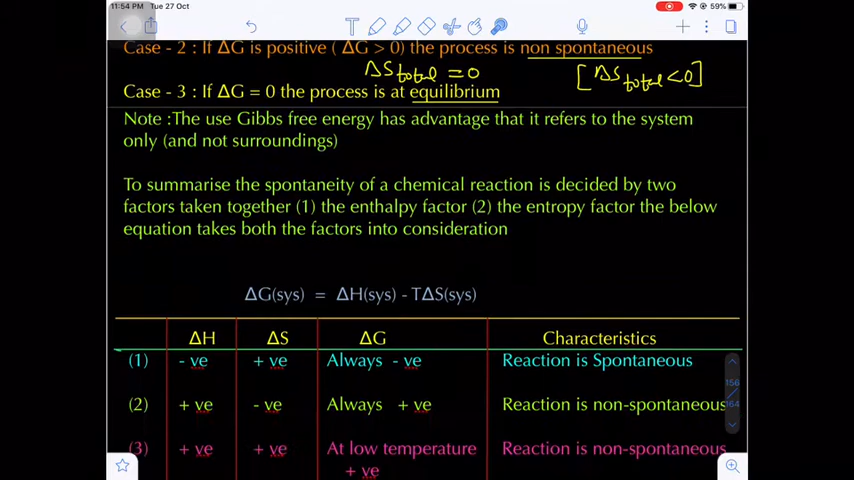 11:54 PM Tue 27 Oct
59%
Case - 2 : If ΔG is positive ( ΔG > 0) the process is non spontaneous
ΔS total = 0 [ΔS total < 0]
Case - 3 : If ΔG = 0 the process is at equilibrium
Note :The use Gibbs free energy has advantage that it refers to the system
only (and not surroundings)
To summarise the spontaneity of a chemical reaction is decided by two
factors taken together (1) the enthalpy factor (2) the entropy factor the below
equation takes both the factors into consideration
ΔG(sys) = ΔH(sys) - TΔS(sys)
ΔH ΔS ΔG Characteristics
(1) - ve + ve Always - ve Reaction is Spontaneous
(2) + ve - ve Always + ve Reaction is non-spontaneous
(3) + ve + ve At low temperature Reaction is non-spontaneous
+ ve
156
164